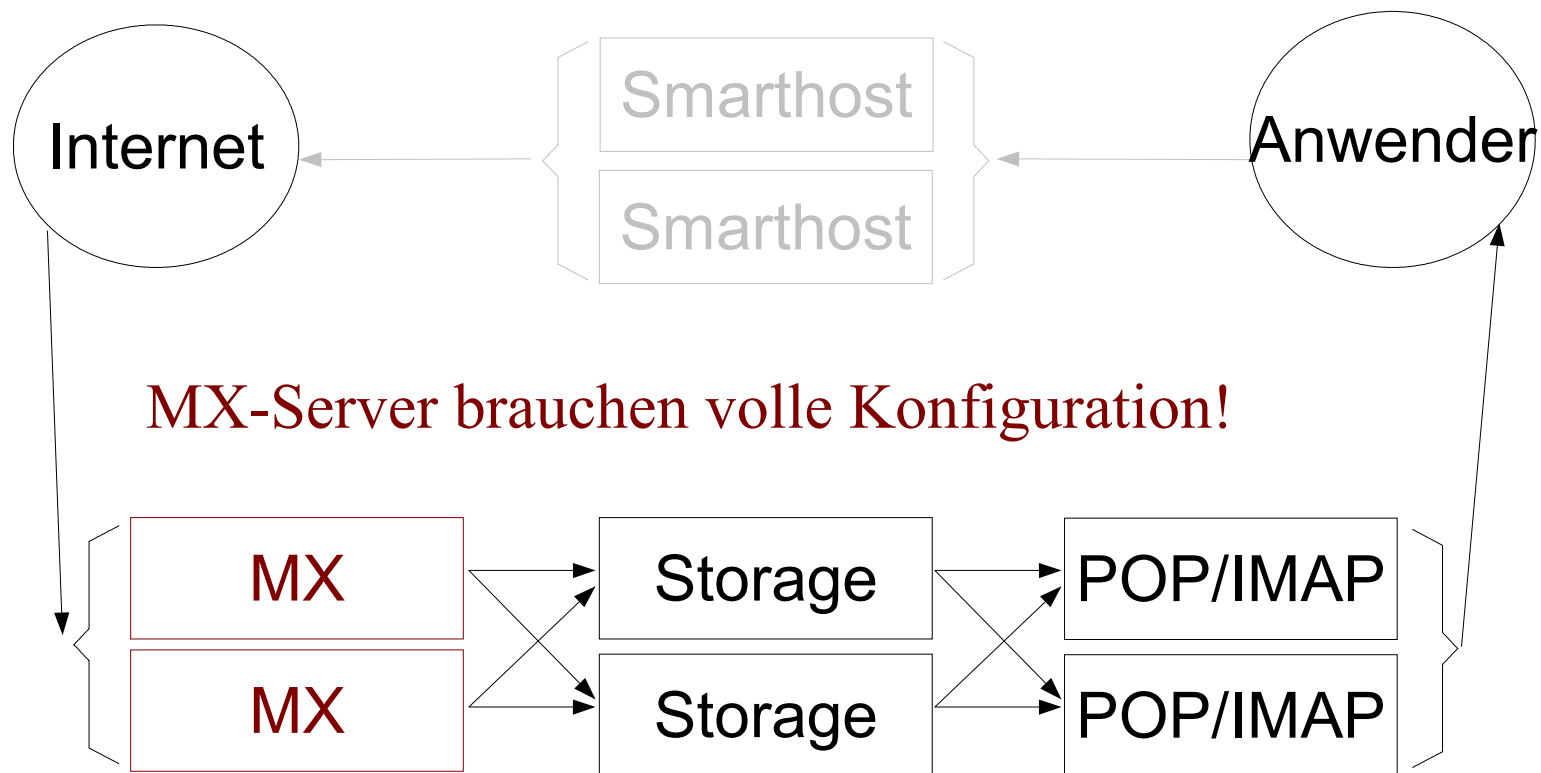 Smarthost
Internet
Anwender
Smarthost
MX-Server brauchen volle Konfiguration!
MX
Storage
POP/IMAP
MX
Storage
POP/IMAP